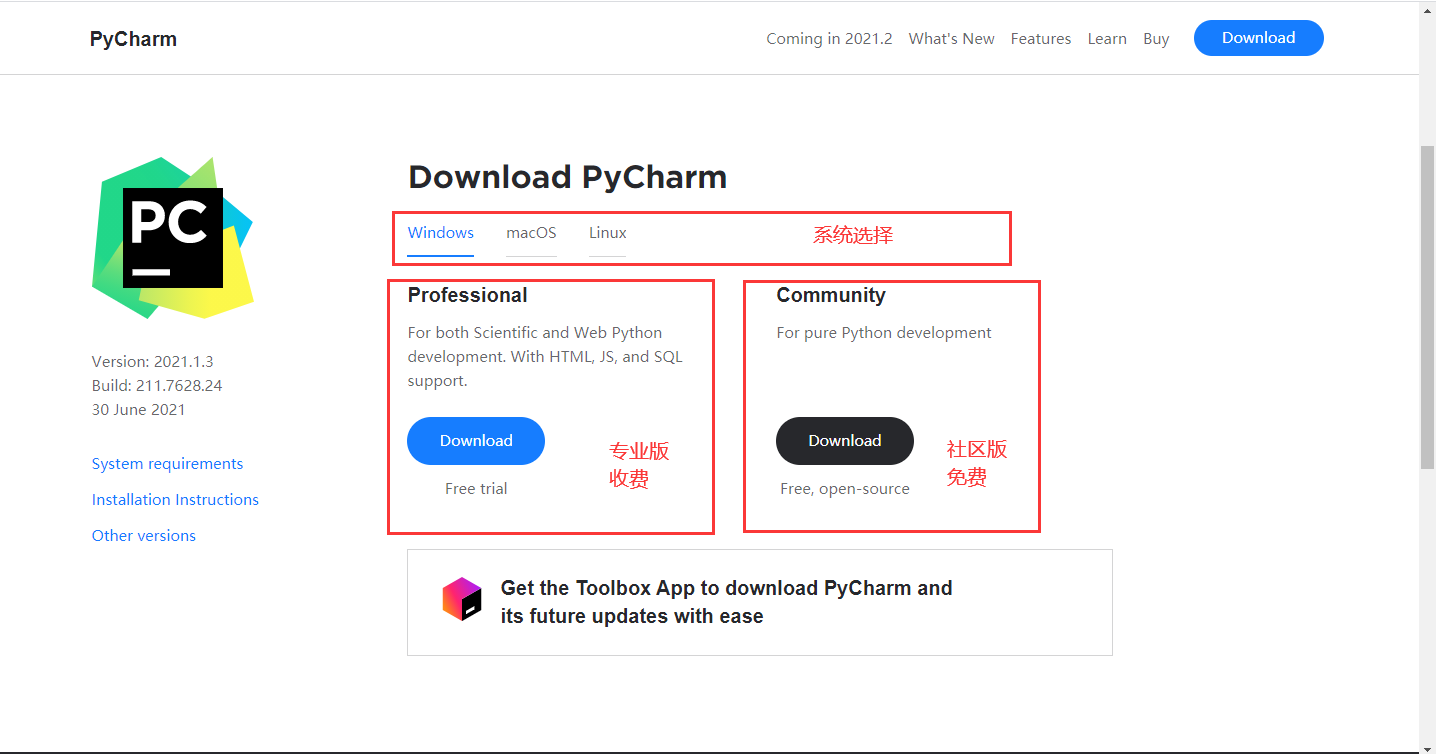 PyCharm
Coming in 2021.2 What's New Features Learn Buy Download
PC
Download PyCharm
Windows macOS Linux 系统选择
Professional
For both Scientific and Web Python
development. With HTML, JS, and SQL
support.
Download
Free trial
专业版
收费
Community
For pure Python development
Download
Free, open-source
社区版
免费
Version: 2021.1.3
Build: 211.7628.24
30 June 2021
System requirements
Installation Instructions
Other versions
Get the Toolbox App to download PyCharm and
its future updates with ease